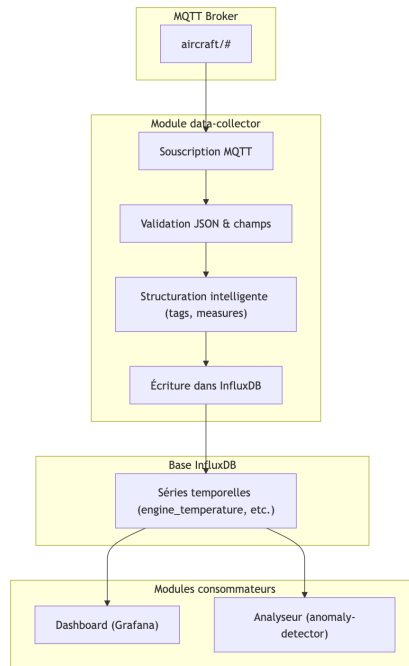 MQTT Broker
aircraft/#
Module data-collector
Souscription MQTT
Validation JSON & champs
Structuration intelligente
(tags, measures)
Écriture dans InfluxDB
Base InfluxDB
Séries temporelles
(engine_temperature, etc.)
Modules consommateurs
Dashboard (Grafana)
Analyseur (anomaly-
detector)